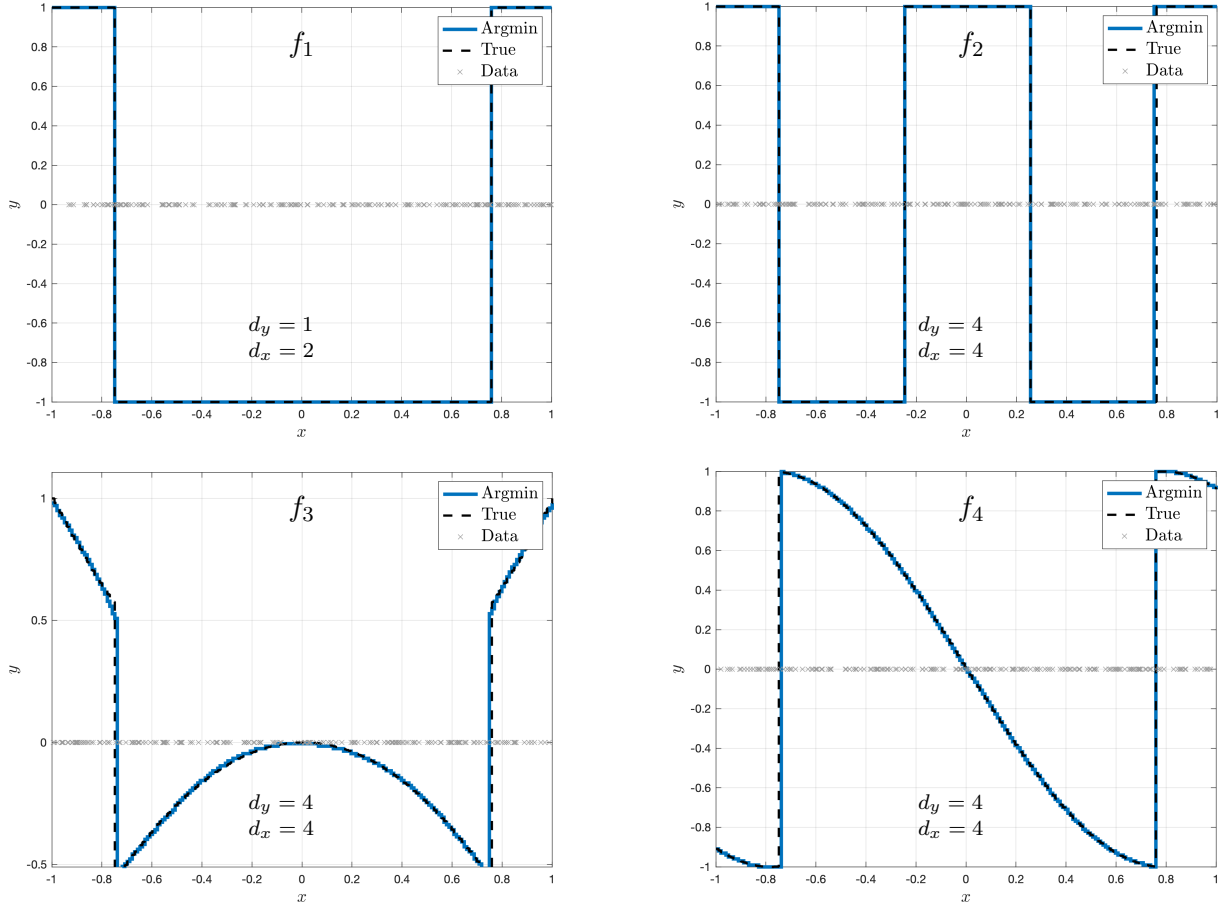 f₁
Argmin
True
Data
1
0.8
0.6
0.4
0.2
0
-0.2
-0.4
-0.6
-0.8
-1
y
d_y = 1
d_x = 2
-1 -0.8 -0.6 -0.4 -0.2 0 0.2 0.4 0.6 0.8 1
x
f₂
Argmin
True
Data
1
0.8
0.6
0.4
0.2
0
-0.2
-0.4
-0.6
-0.8
-1
y
d_y = 4
d_x = 4
-1 -0.8 -0.6 -0.4 -0.2 0 0.2 0.4 0.6 0.8 1
x
f₃
Argmin
True
Data
1
0.5
0
-0.5
y
d_y = 4
d_x = 4
-1 -0.8 -0.6 -0.4 -0.2 0 0.2 0.4 0.6 0.8 1
x
f₄
Argmin
True
Data
1
0.8
0.6
0.4
0.2
0
-0.2
-0.4
-0.6
-0.8
-1
y
d_y = 4
d_x = 4
-1 -0.8 -0.6 -0.4 -0.2 0 0.2 0.4 0.6 0.8 1
x